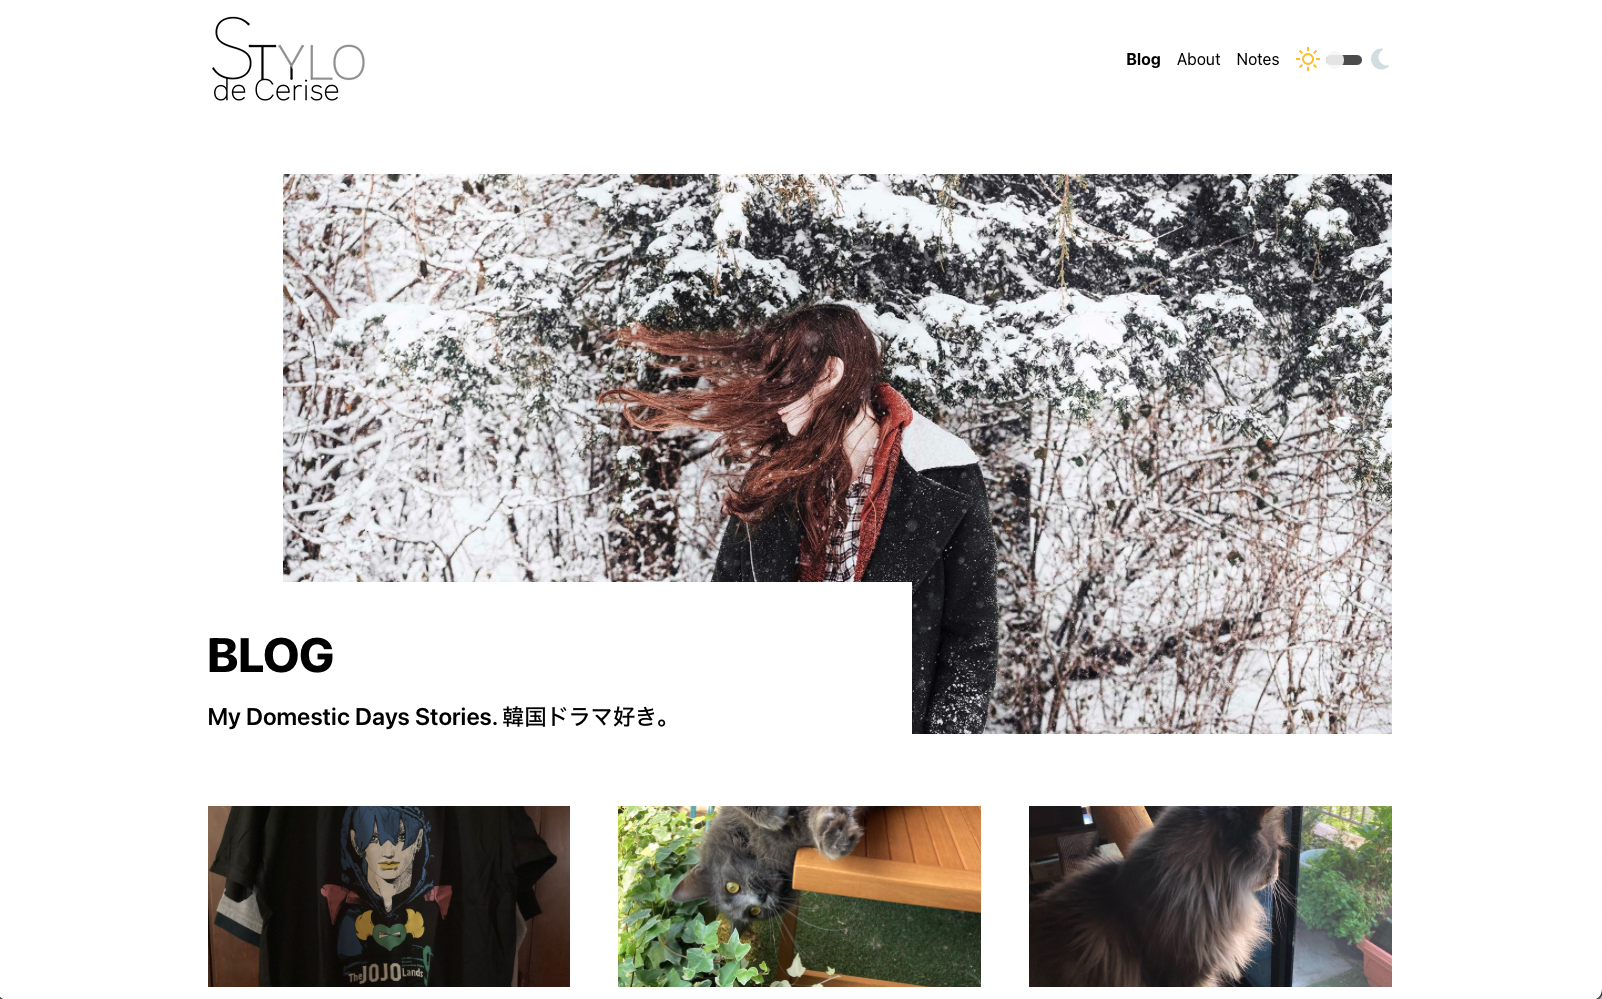 STYLO
de Cerise
Blog About Notes
BLOG
My Domestic Days Stories. 韓国ドラマ好き。
The JOJO Lands